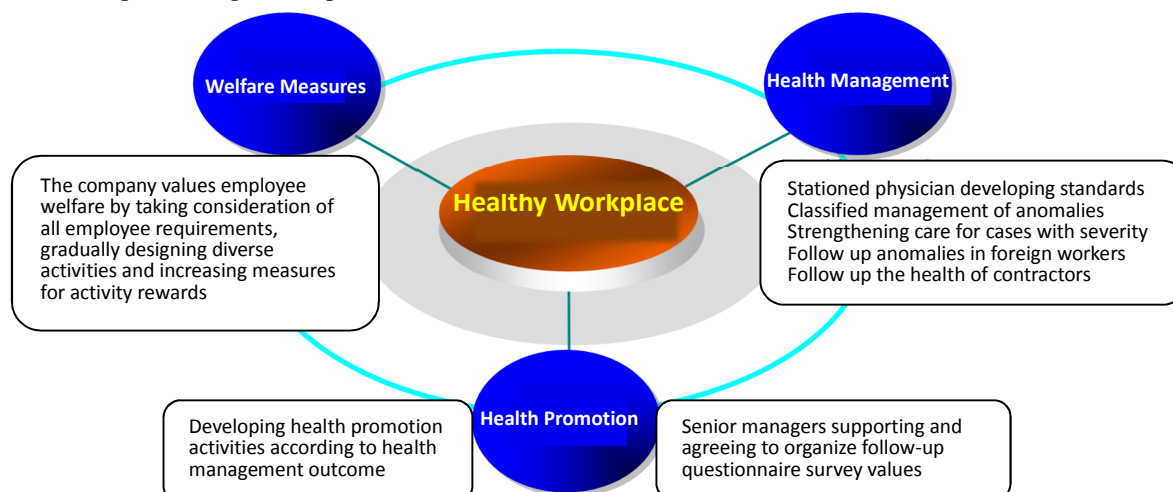 Welfare Measures
Health Management
Healthy Workplace
The company values employee
welfare by taking consideration of
all employee requirements,
gradually designing diverse
activities and increasing measures
for activity rewards
Stationed physician developing standards
Classified management of anomalies
Strengthening care for cases with severity
Follow up anomalies in foreign workers
Follow up the health of contractors
Health Promotion
Developing health promotion
activities according to health
management outcome
Senior managers supporting and
agreeing to organize follow-up
questionnaire survey values